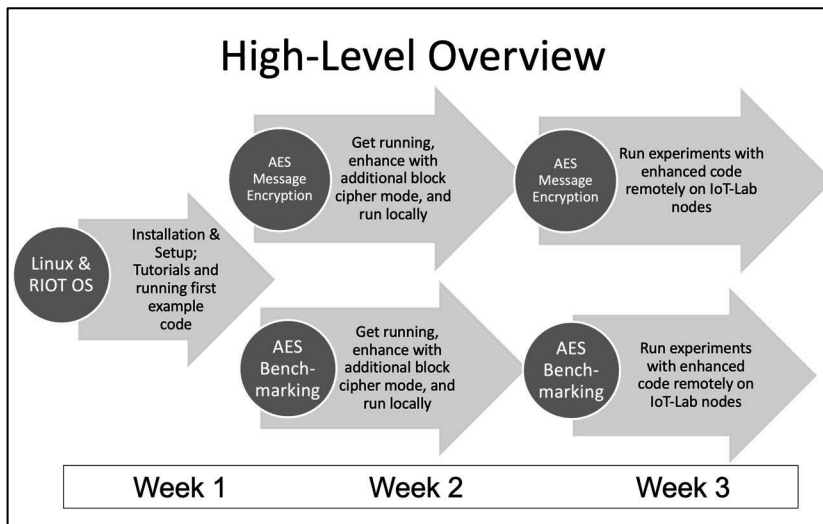 High-Level Overview
Linux &
RIOT OS
Installation &
Setup;
Tutorials and
running first
example
code
AES
Message
Encryption
Get running,
enhance with
additional block
cipher mode, and
run locally
AES
Message
Encryption
Run experiments with
enhanced code
remotely on IoT-Lab
nodes
AES
Bench-
marking
Get running,
enhance with
additional block
cipher mode, and
run locally
AES
Bench-
marking
Run experiments
with enhanced
code remotely on
IoT-Lab nodes
Week 1
Week 2
Week 3